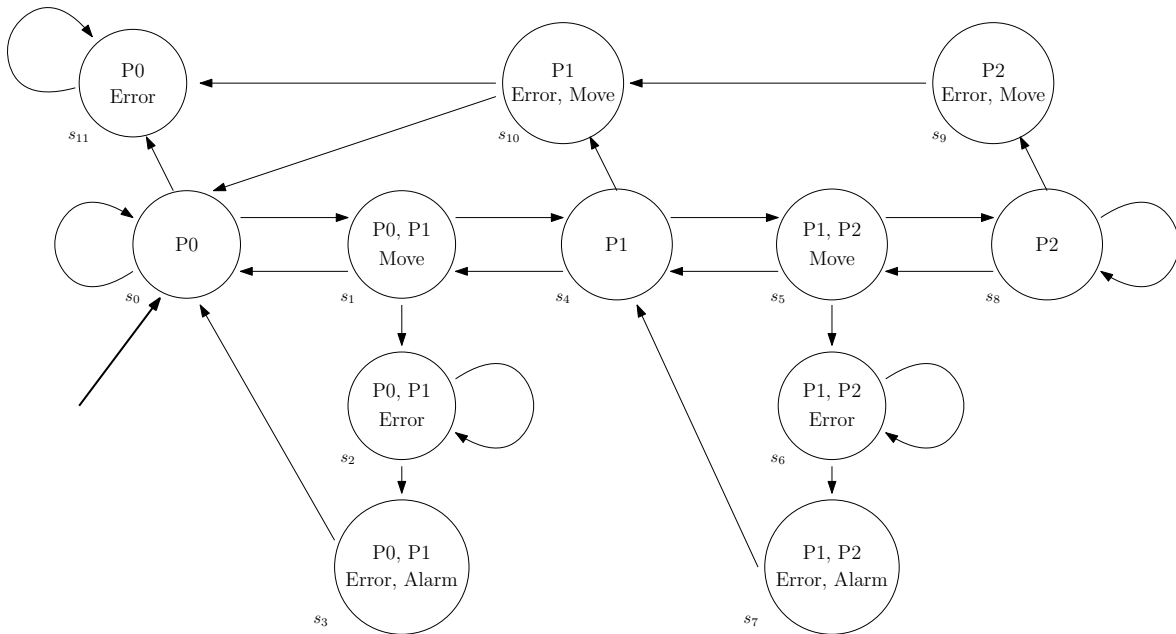 P0
Error
s11
P1
Error, Move
s10
P2
Error, Move
s9
P0
s0
P0, P1
Move
s1
P1
s4
P1, P2
Move
s5
P2
s8
P0, P1
Error
s2
P1, P2
Error
s6
P0, P1
Error, Alarm
s3
P1, P2
Error, Alarm
s7